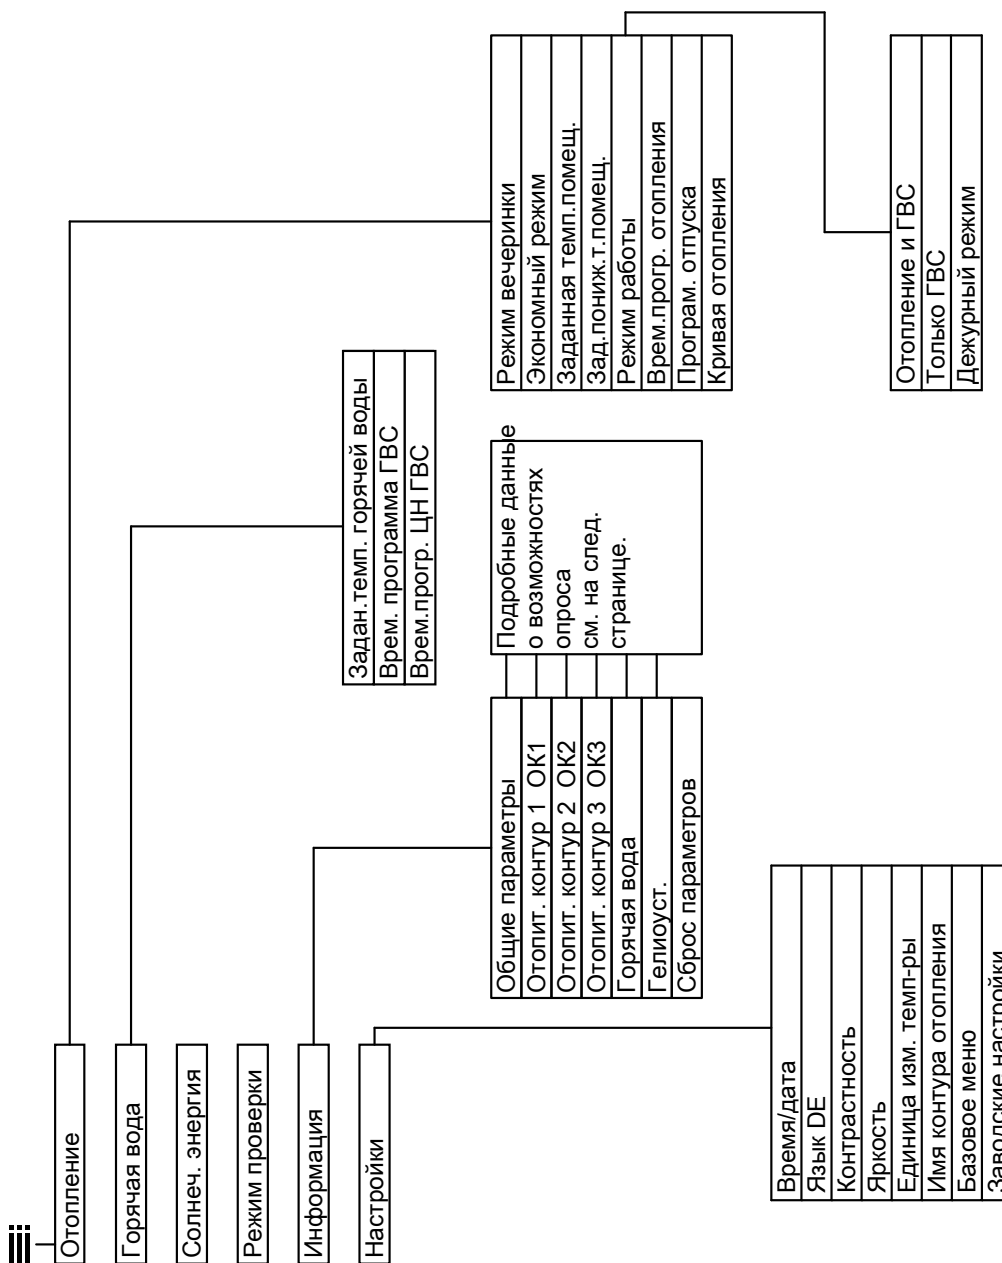 Отопление
Горячая вода
Солнеч. энергия
Режим проверки
Информация
Настройки
Режим вечеринки
Экономный режим
Заданная темп.помещ.
Зад.пониж.т.помещ.
Режим работы
Врем.прогр. отопления
Програм. отпуска
Кривая отопления
Отопление и ГВС
Только ГВС
Дежурный режим
Задан.темп. горячей воды
Врем. программа ГВС
Врем.прогр. ЦН ГВС
Общие параметры
Отопит. контур 1 ОК1
Отопит. контур 2 ОК2
Отопит. контур 3 ОК3
Горячая вода
Гелиоуст.
Сброс параметров
Подробные данные
о возможностях
опроса
см. на след.
странице.
Время/дата
Язык DE
Контрастность
Яркость
Единица изм. темп-ры
Имя контура отопления
Базовое меню
Заводские настройки